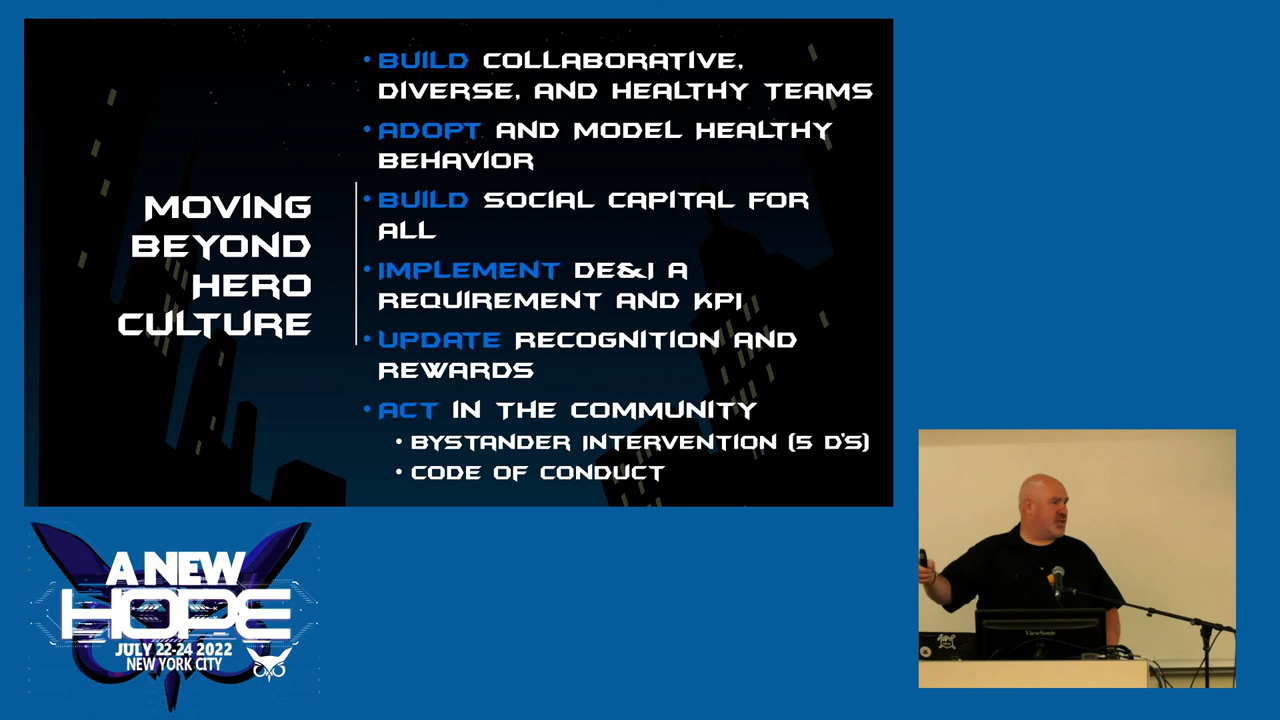 MOVING
BEYOND
HERO
CULTURE
• BUILD COLLABORATIVE,
DIVERSE, AND HEALTHY TEAMS
• ADOPT AND MODEL HEALTHY
BEHAVIOR
• BUILD SOCIAL CAPITAL FOR
ALL
• IMPLEMENT DE&I A
REQUIREMENT AND KPI
• UPDATE RECOGNITION AND
REWARDS
• ACT IN THE COMMUNITY
• BYSTANDER INTERVENTION (5 D'S)
• CODE OF CONDUCT
A NEW
HOPE
JULY 22-24 2022
NEW YORK CITY
ViewSonic